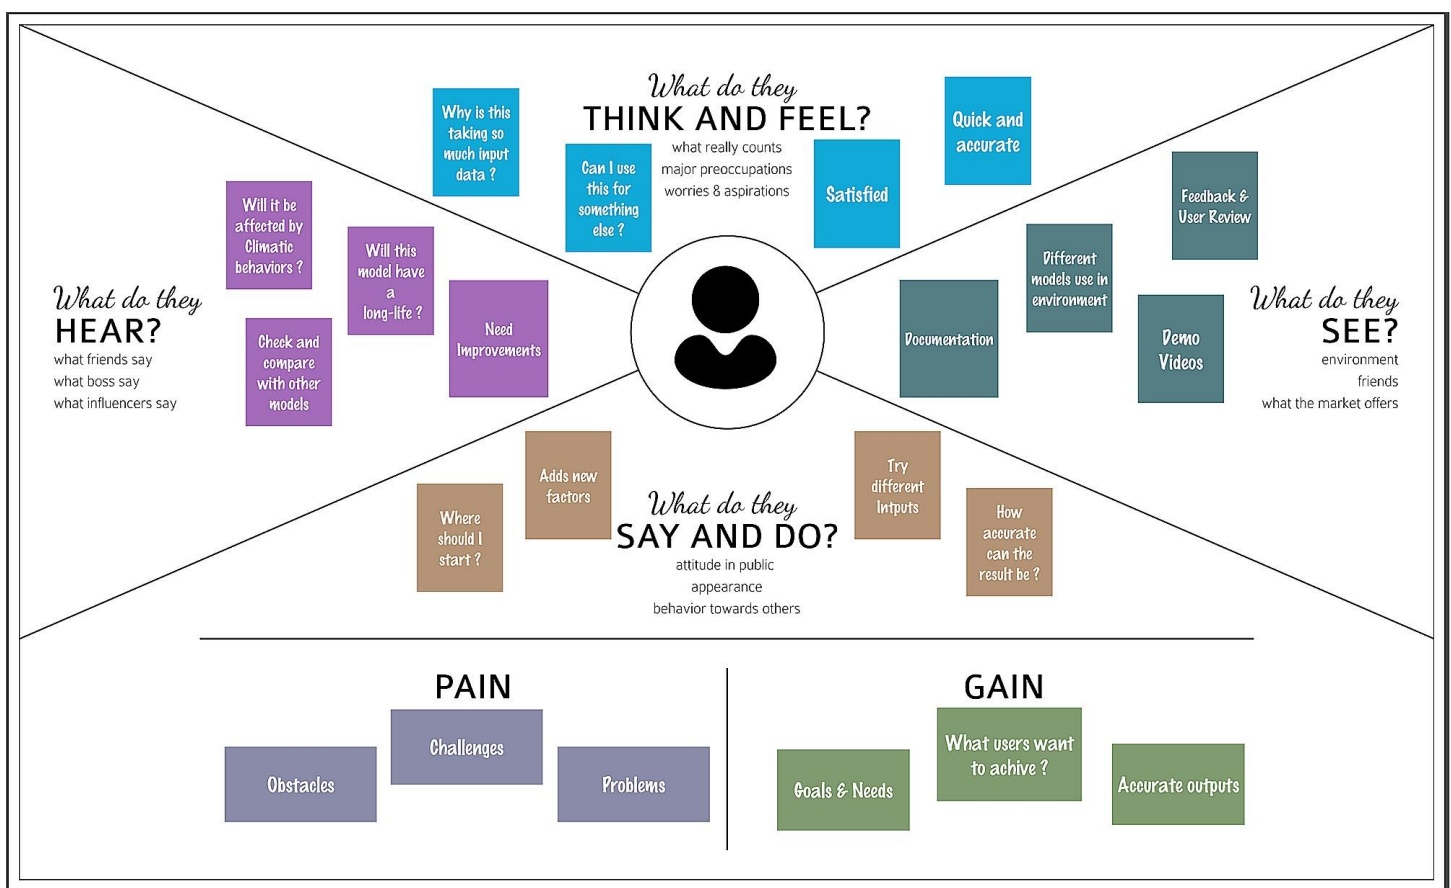 What do they
THINK AND FEEL?
what really counts
major preoccupations
worries & aspirations
Why is this
taking so
much input
data ?
Can I use
this for
something
else ?
Satisfied
Quick and
accurate
What do they
HEAR?
what friends say
what boss say
what influencers say
Will it be
affected by
Climatic
behaviors ?
Will this
model have
a
long-life ?
Check and
compare
with other
models
Need
Improvements
What do they
SEE?
environment
friends
what the market offers
Feedback &
User Review
Different
models use in
environment
Documentation
Demo
Videos
What do they
SAY AND DO?
attitude in public
appearance
behavior towards others
Where
should I
start ?
Adds new
factors
Try
different
Intputs
How
accurate
can the
result be ?
PAIN
Obstacles
Challenges
Problems
GAIN
Goals & Needs
What users want
to achive ?
Accurate outputs